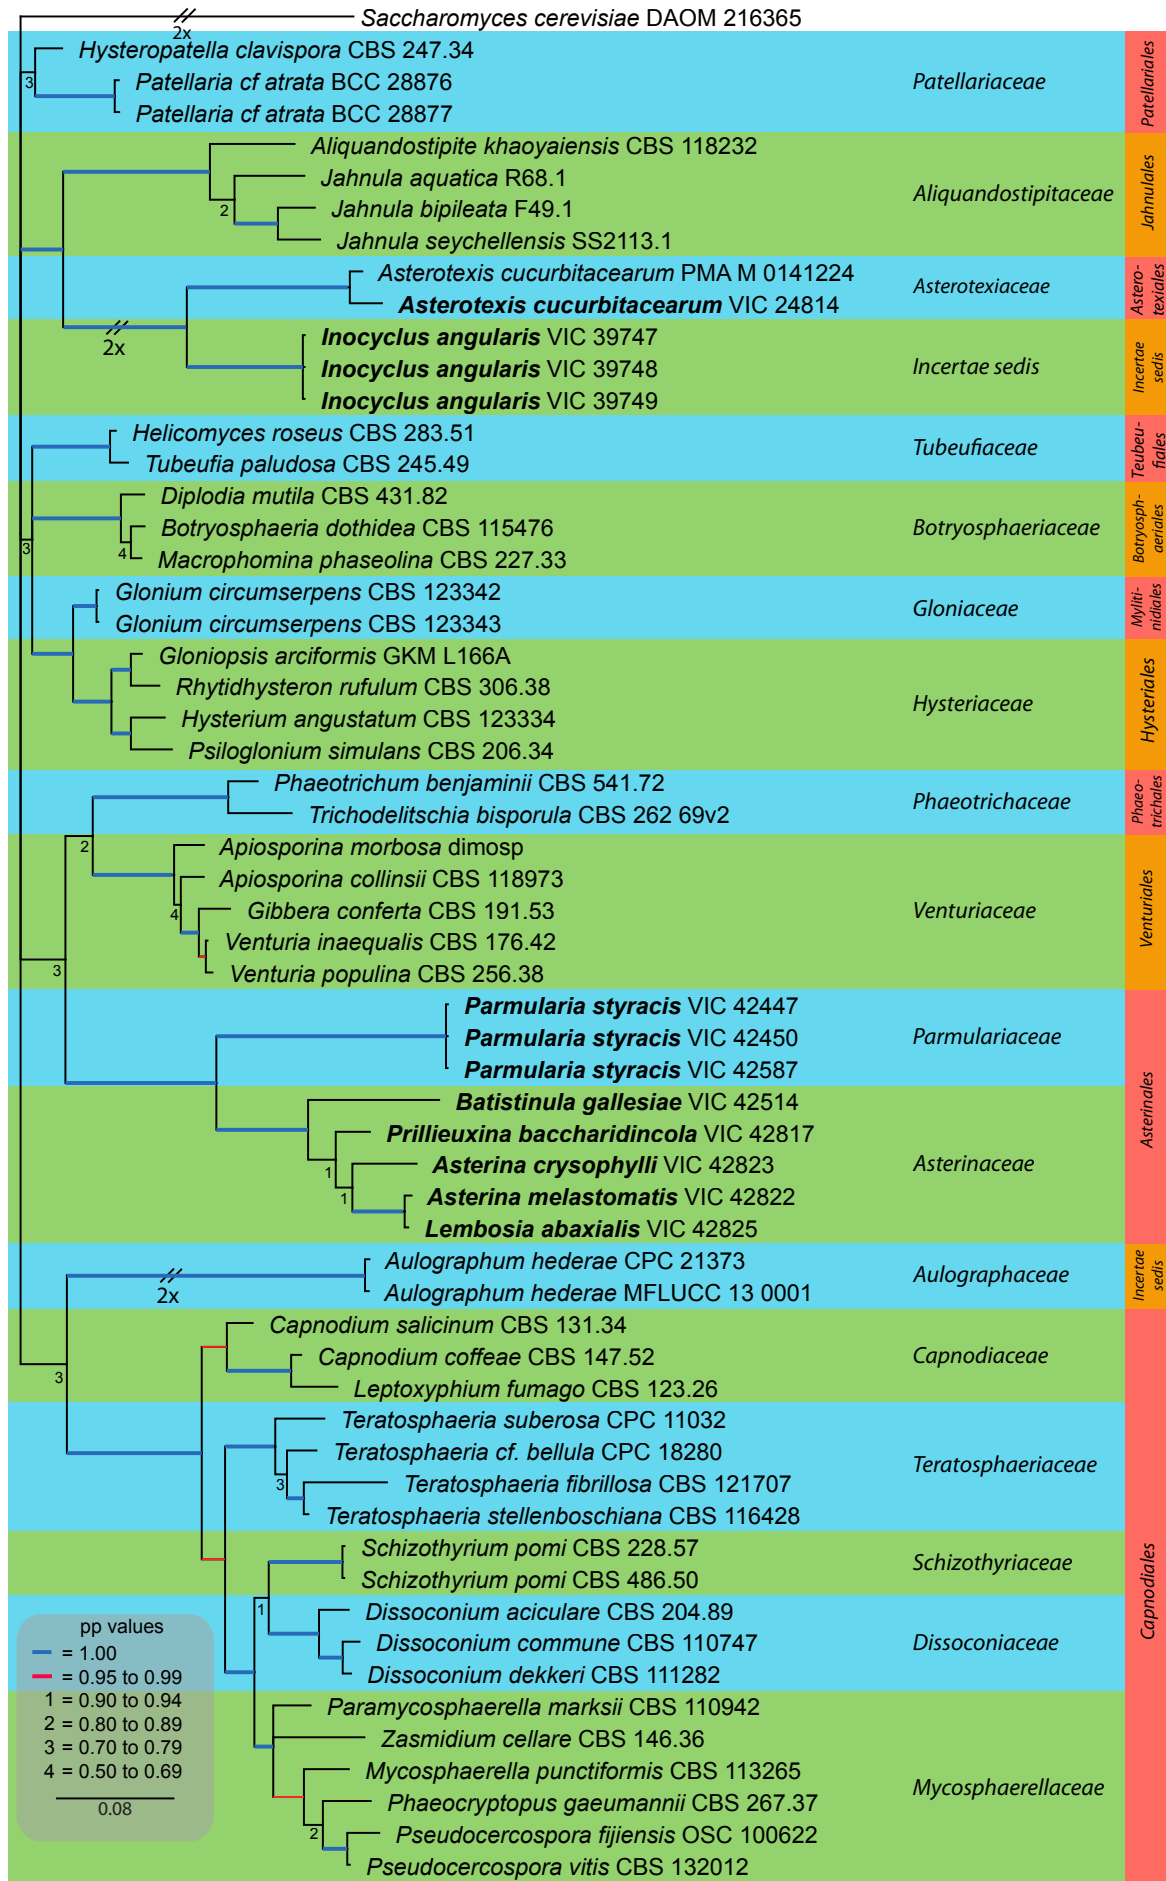 Saccharomyces cerevisiae DAOM 216365
2x
Hysteropatella clavispora CBS 247.34
3
Patellaria cf atrata BCC 28876
Patellaria cf atrata BCC 28877
Patellariaceae
Patellariales
Aliquandostipite khaoyaiensis CBS 118232
Jahnula aquatica R68.1
2
Jahnula bipileata F49.1
Jahnula seychellensis SS2113.1
Aliquandostipitaceae
Jahnulales
Asterotexis cucurbitacearum PMA M 0141224
Asterotexis cucurbitacearum VIC 24814
Asterotexiaceae
Astero-
texiales
2x
Inocyclus angularis VIC 39747
Inocyclus angularis VIC 39748
Inocyclus angularis VIC 39749
Incertae sedis
Incertae
sedis
Helicomyces roseus CBS 283.51
Tubeufia paludosa CBS 245.49
Tubeufiaceae
Teubeu-
fiales
3
Diplodia mutila CBS 431.82
Botryosphaeria dothidea CBS 115476
4
Macrophomina phaseolina CBS 227.33
Botryosphaeriaceae
Botryosph-
aeriales
Glonium circumserpens CBS 123342
Glonium circumserpens CBS 123343
Gloniaceae
Myliti-
nidiales
Gloniopsis arciformis GKM L166A
Rhytidhysteron rufulum CBS 306.38
Hysterium angustatum CBS 123334
Psiloglonium simulans CBS 206.34
Hysteriaceae
Hysteriales
Phaeotrichum benjaminii CBS 541.72
Trichodelitschia bisporula CBS 262 69v2
Phaeotrichaceae
Phaeo-
trichales
2
Apiosporina morbosa dimosp
Apiosporina collinsii CBS 118973
4
Gibbera conferta CBS 191.53
Venturia inaequalis CBS 176.42
Venturia populina CBS 256.38
Venturiaceae
Venturiales
3
Parmularia styracis VIC 42447
Parmularia styracis VIC 42450
Parmularia styracis VIC 42587
Parmulariaceae
Asterinales
Batistinula gallesiae VIC 42514
Prillieuxina baccharidincola VIC 42817
1
Asterina crysophylli VIC 42823
1
Asterina melastomatis VIC 42822
Lembosia abaxialis VIC 42825
Asterinaceae
Aulographum hederae CPC 21373
Aulographum hederae MFLUCC 13 0001
2x
Aulographaceae
Incertae
sedis
3
Capnodium salicinum CBS 131.34
Capnodium coffeae CBS 147.52
Leptoxyphium fumago CBS 123.26
Capnodiaceae
Capnodiales
Teratosphaeria suberosa CPC 11032
Teratosphaeria cf. bellula CPC 18280
3
Teratosphaeria fibrillosa CBS 121707
Teratosphaeria stellenboschiana CBS 116428
Teratosphaeriaceae
Schizothyrium pomi CBS 228.57
Schizothyrium pomi CBS 486.50
Schizothyriaceae
1
Dissoconium aciculare CBS 204.89
Dissoconium commune CBS 110747
Dissoconium dekkeri CBS 111282
Dissoconiaceae
Paramycosphaerella marksii CBS 110942
Zasmidium cellare CBS 146.36
Mycosphaerella punctiformis CBS 113265
Phaeocryptopus gaeumannii CBS 267.37
2
Pseudocercospora fijiensis OSC 100622
Pseudocercospora vitis CBS 132012
Mycosphaerellaceae
pp values
= 1.00
= 0.95 to 0.99
1 = 0.90 to 0.94
2 = 0.80 to 0.89
3 = 0.70 to 0.79
4 = 0.50 to 0.69
0.08